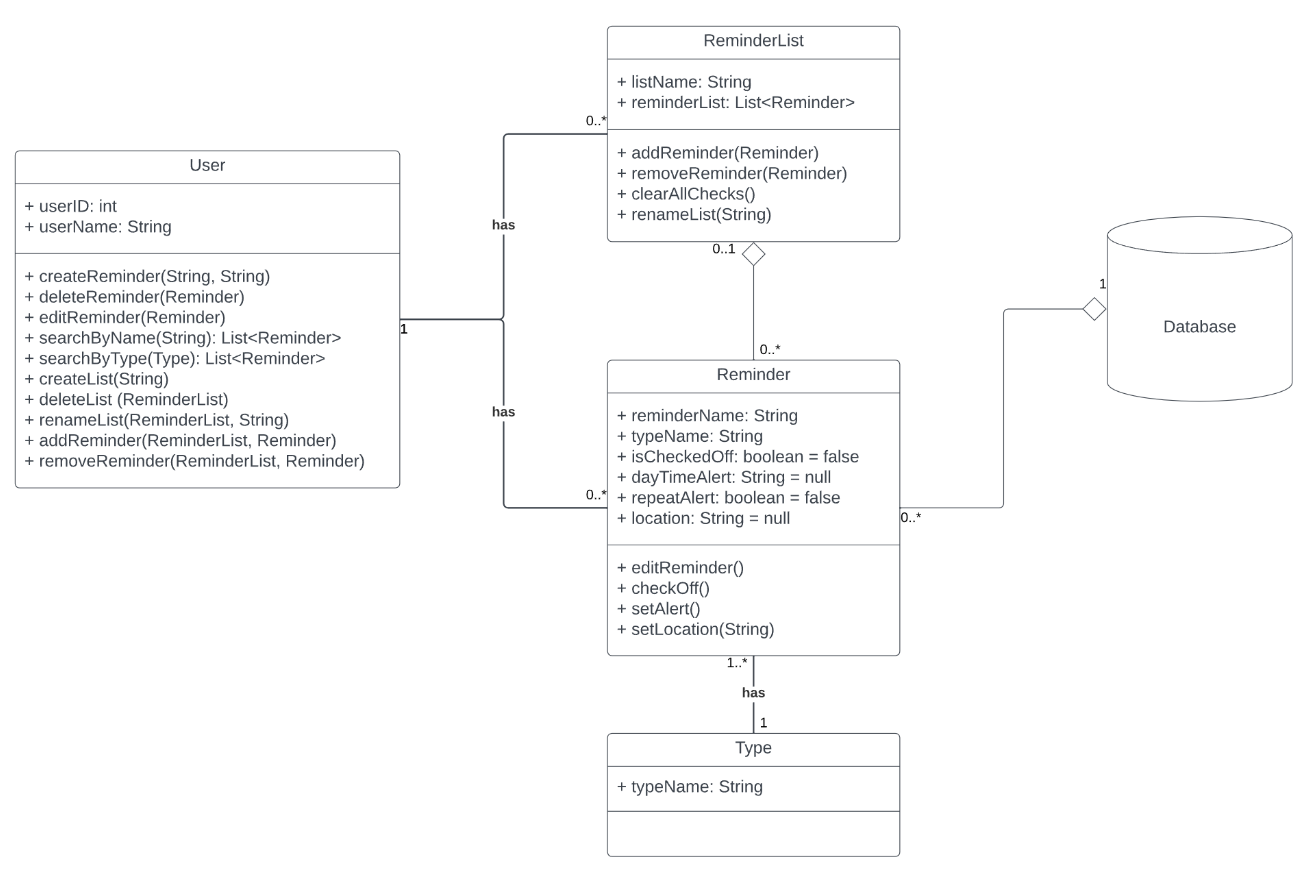 ReminderList
+ listName: String
+ reminderList: List<Reminder>
+ addReminder(Reminder)
+ removeReminder(Reminder)
+ clearAllChecks()
+ renameList(String)
0..*
has
User
+ userID: int
+ userName: String
+ createReminder(String, String)
+ deleteReminder(Reminder)
+ editReminder(Reminder)
+ searchByName(String): List<Reminder>
+ searchByType(Type): List<Reminder>
+ createList(String)
+ deleteList (ReminderList)
+ renameList(ReminderList, String)
+ addReminder(ReminderList, Reminder)
+ removeReminder(ReminderList, Reminder)
1
has
0..*
0..1
0..*
Reminder
+ reminderName: String
+ typeName: String
+ isCheckedOff: boolean = false
+ dayTimeAlert: String = null
+ repeatAlert: boolean = false
+ location: String = null
+ editReminder()
+ checkOff()
+ setAlert()
+ setLocation(String)
0..*
1
Database
1..*
has
1
Type
+ typeName: String